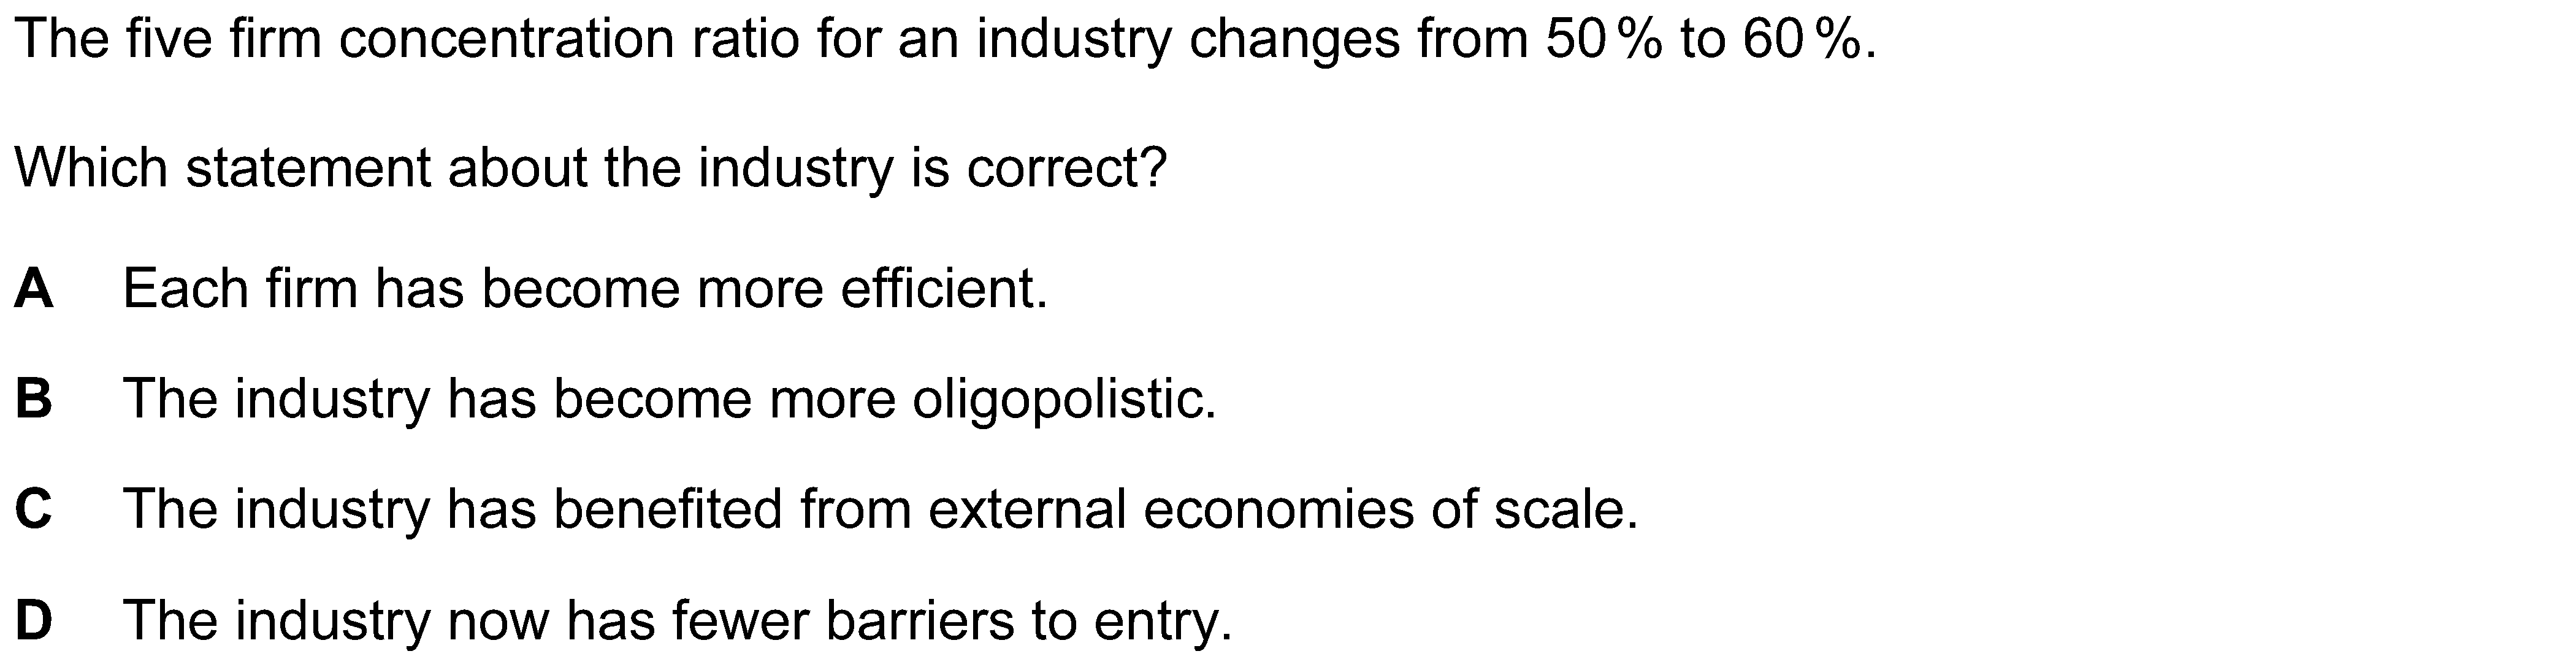 The five firm concentration ratio for an industry changes from 50% to 60%.
Which statement about the industry is correct?
A Each firm has become more efficient.
B The industry has become more oligopolistic.
C The industry has benefited from external economies of scale.
D The industry now has fewer barriers to entry.